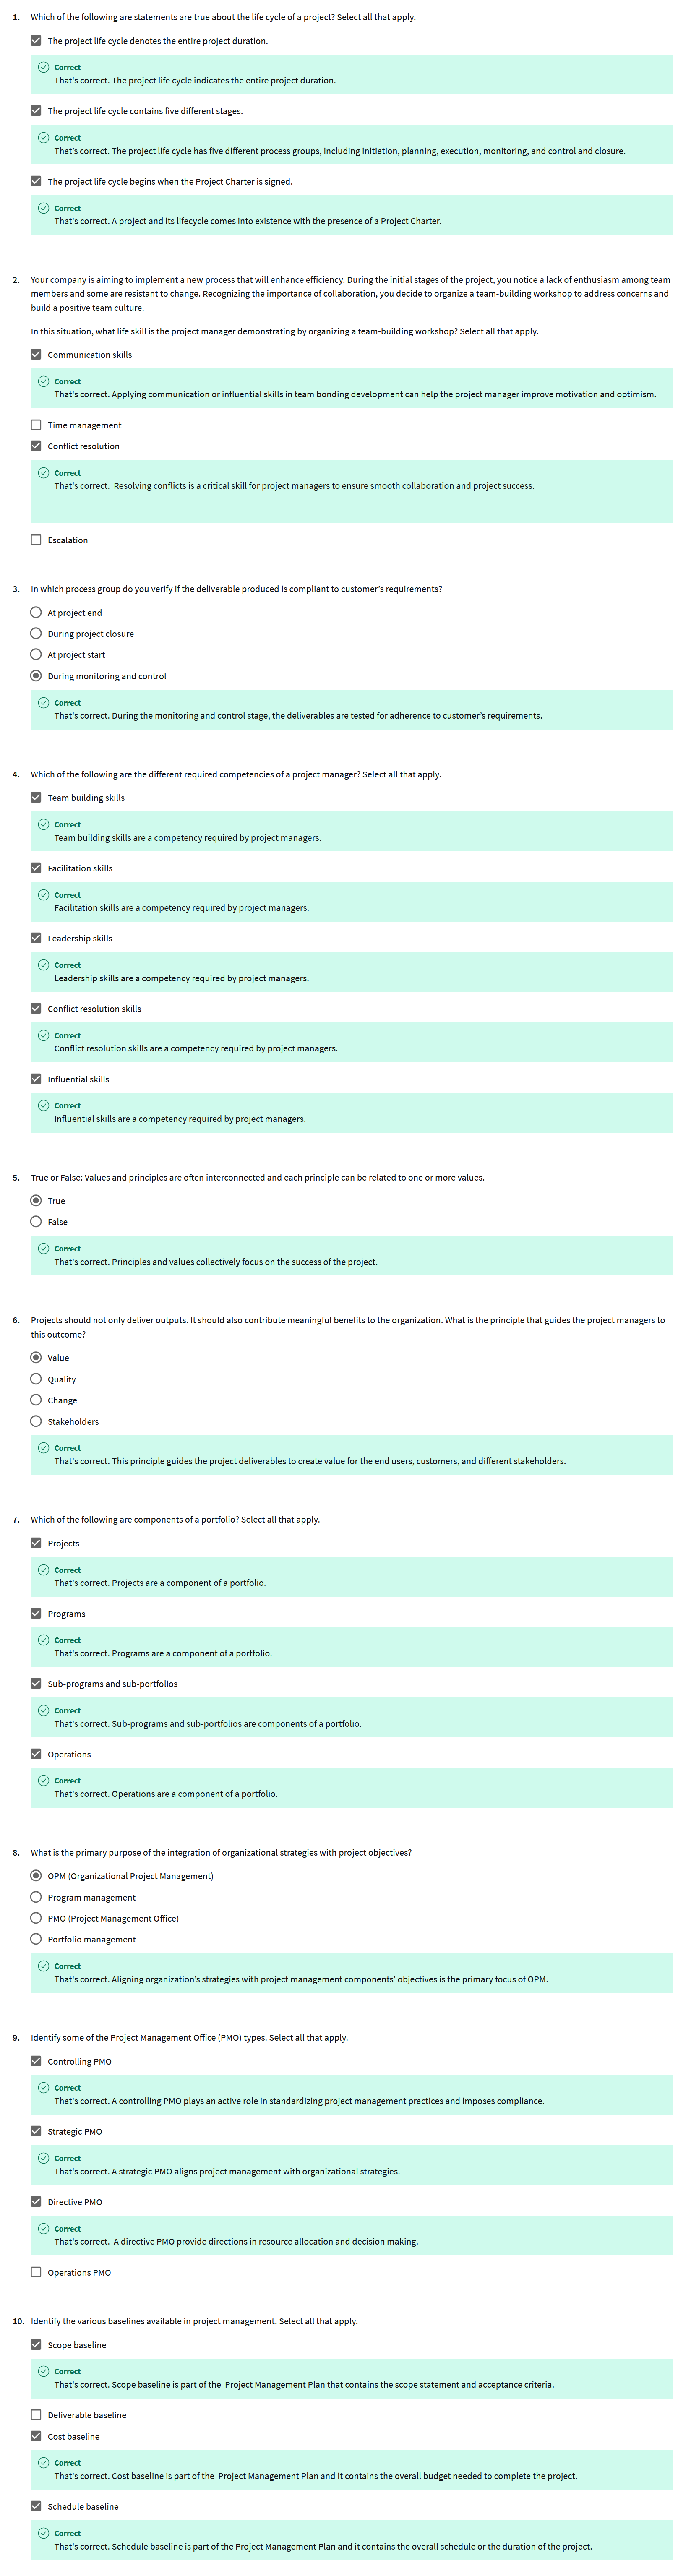 1. Which of the following are statements are true about the life cycle of a project? Select all that apply.
The project life cycle denotes the entire project duration.
Correct
That's correct. The project life cycle indicates the entire project duration.
The project life cycle contains five different stages.
Correct
That's correct. The project life cycle has five different process groups, including initiation, planning, execution, monitoring, and control and closure.
The project life cycle begins when the Project Charter is signed.
Correct
That's correct. A project and its lifecycle comes into existence with the presence of a Project Charter.
2. Your company is aiming to implement a new process that will enhance efficiency. During the initial stages of the project, you notice a lack of enthusiasm among team
members and some are resistant to change. Recognizing the importance of collaboration, you decide to organize a team-building workshop to address concerns and
build a positive team culture.
In this situation, what life skill is the project manager demonstrating by organizing a team-building workshop? Select all that apply.
Communication skills
Correct
That's correct. Applying communication or influential skills in team bonding development can help the project manager improve motivation and optimism.
Time management
Conflict resolution
Correct
That's correct. Resolving conflicts is a critical skill for project managers to ensure smooth collaboration and project success.
Escalation
3. In which process group do you verify if the deliverable produced is compliant to customer's requirements?
At project end
During project closure
At project start
During monitoring and control
Correct
That's correct. During the monitoring and control stage, the deliverables are tested for adherence to customer's requirements.
4. Which of the following are the different required competencies of a project manager? Select all that apply.
Team building skills
Correct
Team building skills are a competency required by project managers.
Facilitation skills
Correct
Facilitation skills are a competency required by project managers.
Leadership skills
Correct
Leadership skills are a competency required by project managers.
Conflict resolution skills
Correct
Conflict resolution skills are a competency required by project managers.
Influential skills
Correct
Influential skills are a competency required by project managers.
5. True or False: Values and principles are often interconnected and each principle can be related to one or more values.
True
False
Correct
That's correct. Principles and values collectively focus on the success of the project.
6. Projects should not only deliver outputs. It should also contribute meaningful benefits to the organization. What is the principle that guides the project managers to
this outcome?
Value
Quality
Change
Stakeholders
Correct
That's correct. This principle guides the project deliverables to create value for the end users, customers, and different stakeholders.
7. Which of the following are components of a portfolio? Select all that apply.
Projects
Correct
That's correct. Projects are a component of a portfolio.
Programs
Correct
That's correct. Programs are a component of a portfolio.
Sub-programs and sub-portfolios
Correct
That's correct. Sub-programs and sub-portfolios are components of a portfolio.
Operations
Correct
That's correct. Operations are a component of a portfolio.
8. What is the primary purpose of the integration of organizational strategies with project objectives?
OPM (Organizational Project Management)
Program management
PMO (Project Management Office)
Portfolio management
Correct
That's correct. Aligning organization's strategies with project management components' objectives is the primary focus of OPM.
9. Identify some of the Project Management Office (PMO) types. Select all that apply.
Controlling PMO
Correct
That's correct. A controlling PMO plays an active role in standardizing project management practices and imposes compliance.
Strategic PMO
Correct
That's correct. A strategic PMO aligns project management with organizational strategies.
Directive PMO
Correct
That's correct. A directive PMO provide directions in resource allocation and decision making.
Operations PMO
10. Identify the various baselines available in project management. Select all that apply.
Scope baseline
Correct
That's correct. Scope baseline is part of the Project Management Plan that contains the scope statement and acceptance criteria.
Deliverable baseline
Cost baseline
Correct
That's correct. Cost baseline is part of the Project Management Plan and it contains the overall budget needed to complete the project.
Schedule baseline
Correct
That's correct. Schedule baseline is part of the Project Management Plan and it contains the overall schedule or the duration of the project.